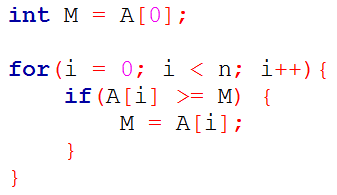 int M = A[0];
for(i = 0; i < n; i++){
if(A[i] >= M) {
M = A[i];
}
}